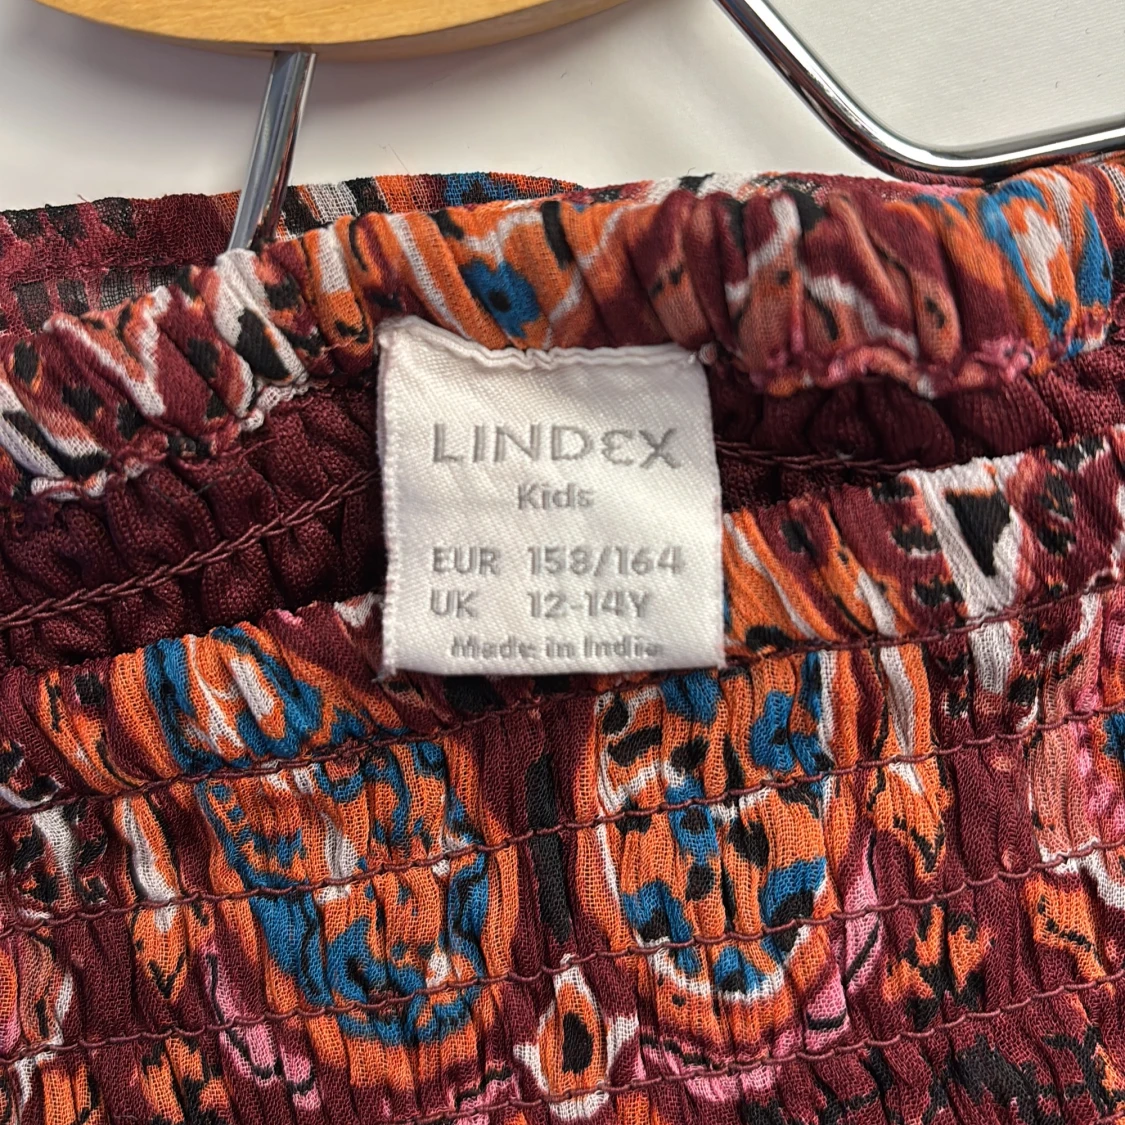 LINDEX
Kids
EUR 158/164
UK 12-14Y
Made in India